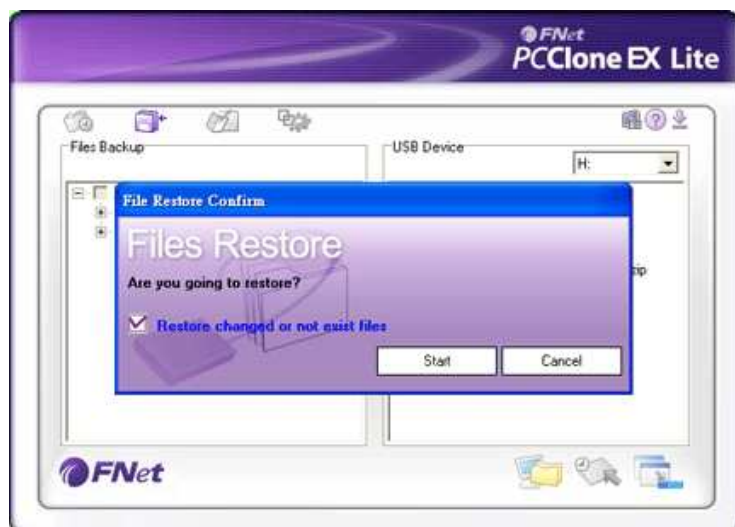 FNet
PCClone EX Lite
Files Backup
USB Device
H:
File Restore Confirm
Files Restore
Are you going to restore?
zip
Restore changed or not exist files
Start
Cancel
FNet